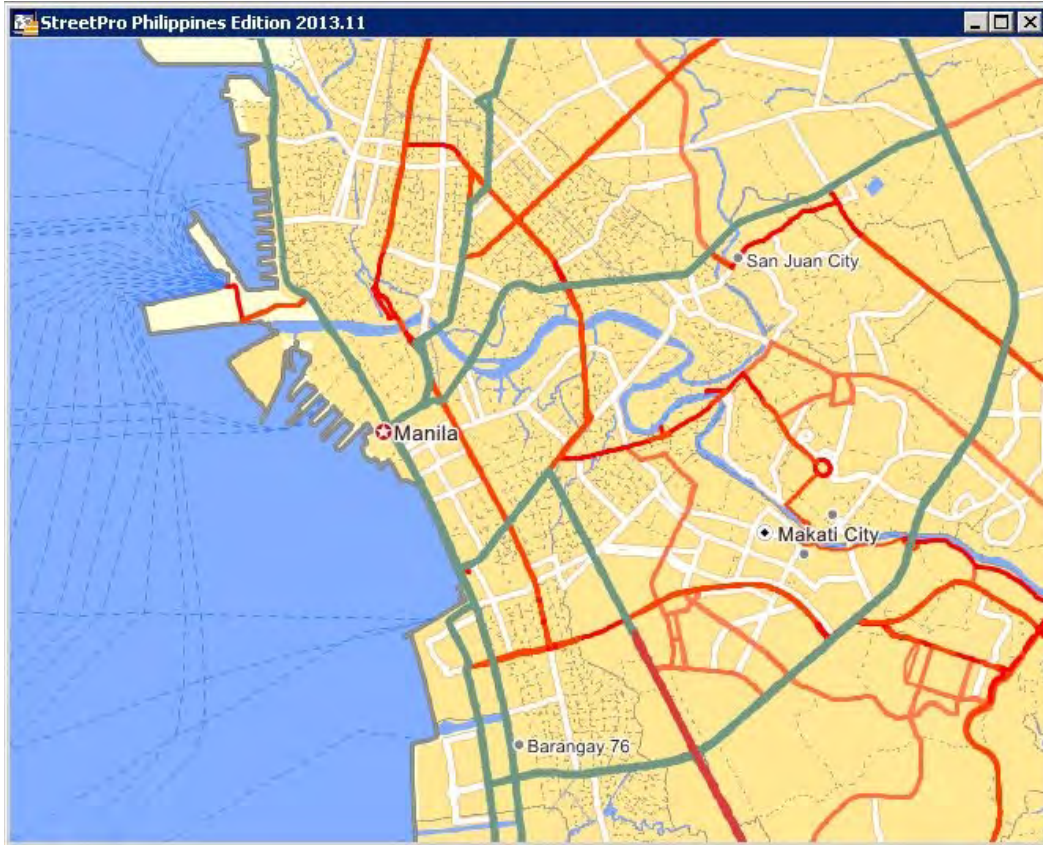 StreetPro Philippines Edition 2013.11
San Juan City
Manila
Makati City
Barangay 76